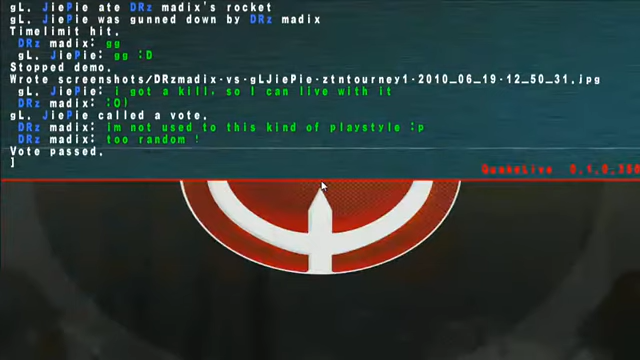 gL. JiePie ate DRz madix's rocket
gL. JiePie was gunned down by DRz madix
Timelimit hit.
DRz madix: gg
gL. JiePie: gg :D
Stopped demo.
Wrote screenshots/DRzmadix-vs-gLJiePie-ztntourney1-2010_06_19-12_50_31.jpg
gL. JiePie: i got a kill, so I can live with it
DRz madix: :O)
gL. JiePie called a vote.
DRz madix: Im not used to this kind of playstyle :p
DRz madix: too random !
Vote passed.
]
QuakeLive